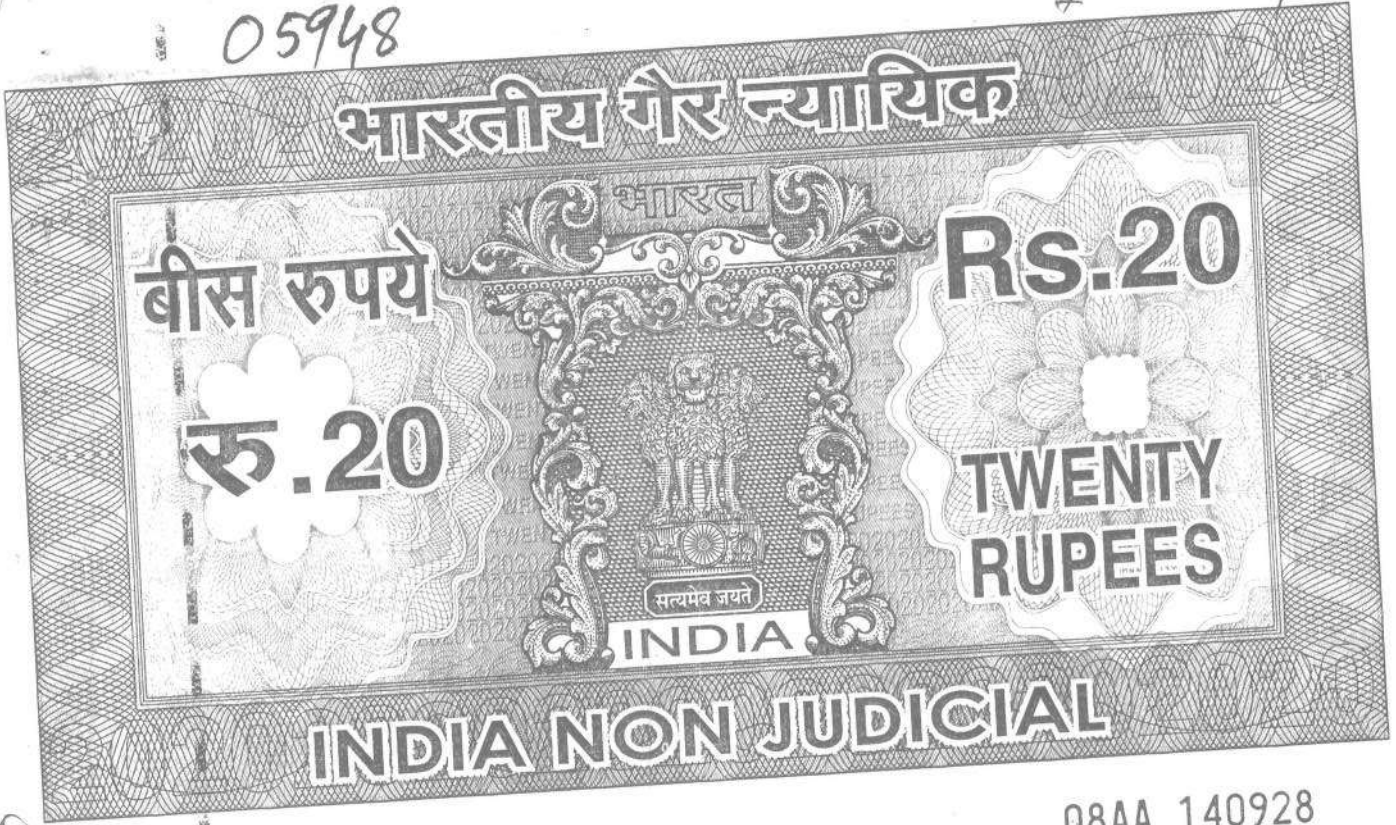 05948
भारतीय गैर न्यायिक
भारत
बीस रुपये
रु.20
Rs.20
TWENTY
RUPEES
सत्यमेव जयते
INDIA
INDIA NON JUDICIAL
08AA 140928